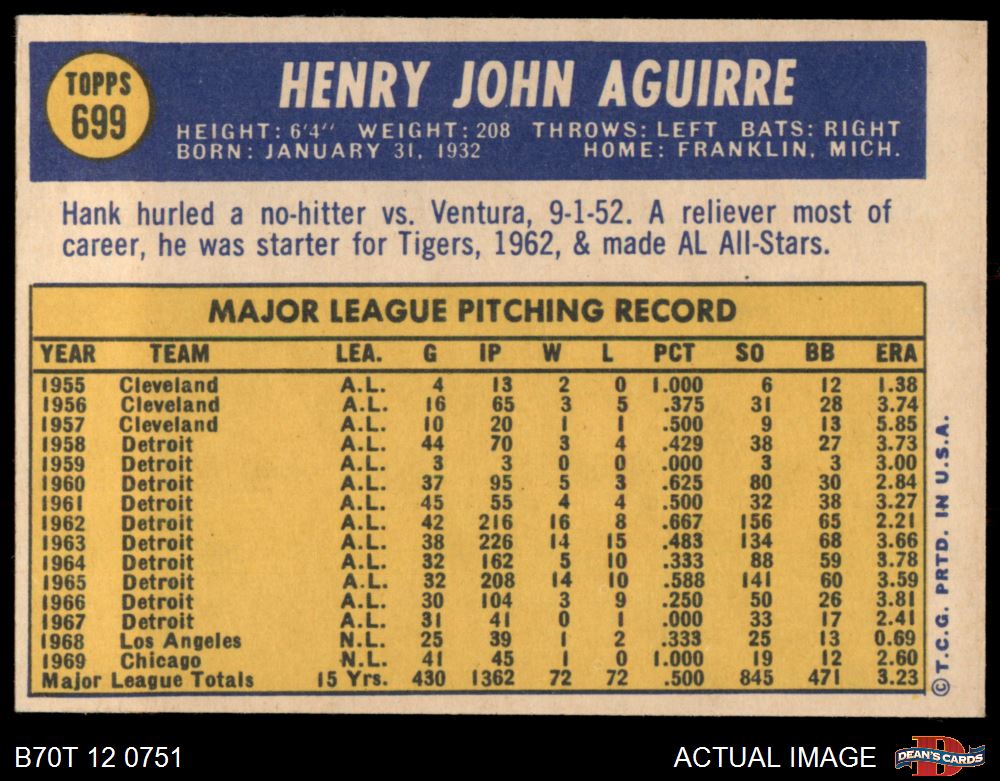 TOPPS
699
HENRY JOHN AGUIRRE
HEIGHT: 6'4" WEIGHT: 208 THROWS: LEFT BATS: RIGHT
BORN: JANUARY 31, 1932 HOME: FRANKLIN, MICH.
Hank hurled a no-hitter vs. Ventura, 9-1-52. A reliever most of
career, he was starter for Tigers, 1962, & made AL All-Stars.
MAJOR LEAGUE PITCHING RECORD
YEAR TEAM LEA. G IP W L PCT SO BB ERA
1955 Cleveland A.L. 4 13 2 0 1.000 6 12 1.38
1956 Cleveland A.L. 16 65 3 5 .375 31 28 3.74
1957 Cleveland A.L. 10 20 1 1 .500 9 13 5.85
1958 Detroit A.L. 44 70 3 4 .429 38 27 3.73
1959 Detroit A.L. 3 3 0 0 .000 3 3 3.00
1960 Detroit A.L. 37 95 5 3 .625 80 30 2.84
1961 Detroit A.L. 45 55 4 4 .500 32 38 3.27
1962 Detroit A.L. 42 216 16 8 .667 156 65 2.21
1963 Detroit A.L. 38 226 14 15 .483 134 68 3.66
1964 Detroit A.L. 32 162 5 10 .333 88 59 3.78
1965 Detroit A.L. 32 208 14 10 .588 141 60 3.59
1966 Detroit A.L. 30 104 3 9 .250 50 26 3.81
1967 Detroit A.L. 31 41 0 1 .000 33 17 2.41
1968 Los Angeles N.L. 25 39 1 2 .333 25 13 0.69
1969 Chicago N.L. 41 45 1 0 1.000 19 12 2.60
Major League Totals 15 Yrs. 430 1362 72 72 .500 845 471 3.23
© T.C.G. PRTD. IN U.S.A.
B70T 12 0751
ACTUAL IMAGE
D
DEAN'S CARDS